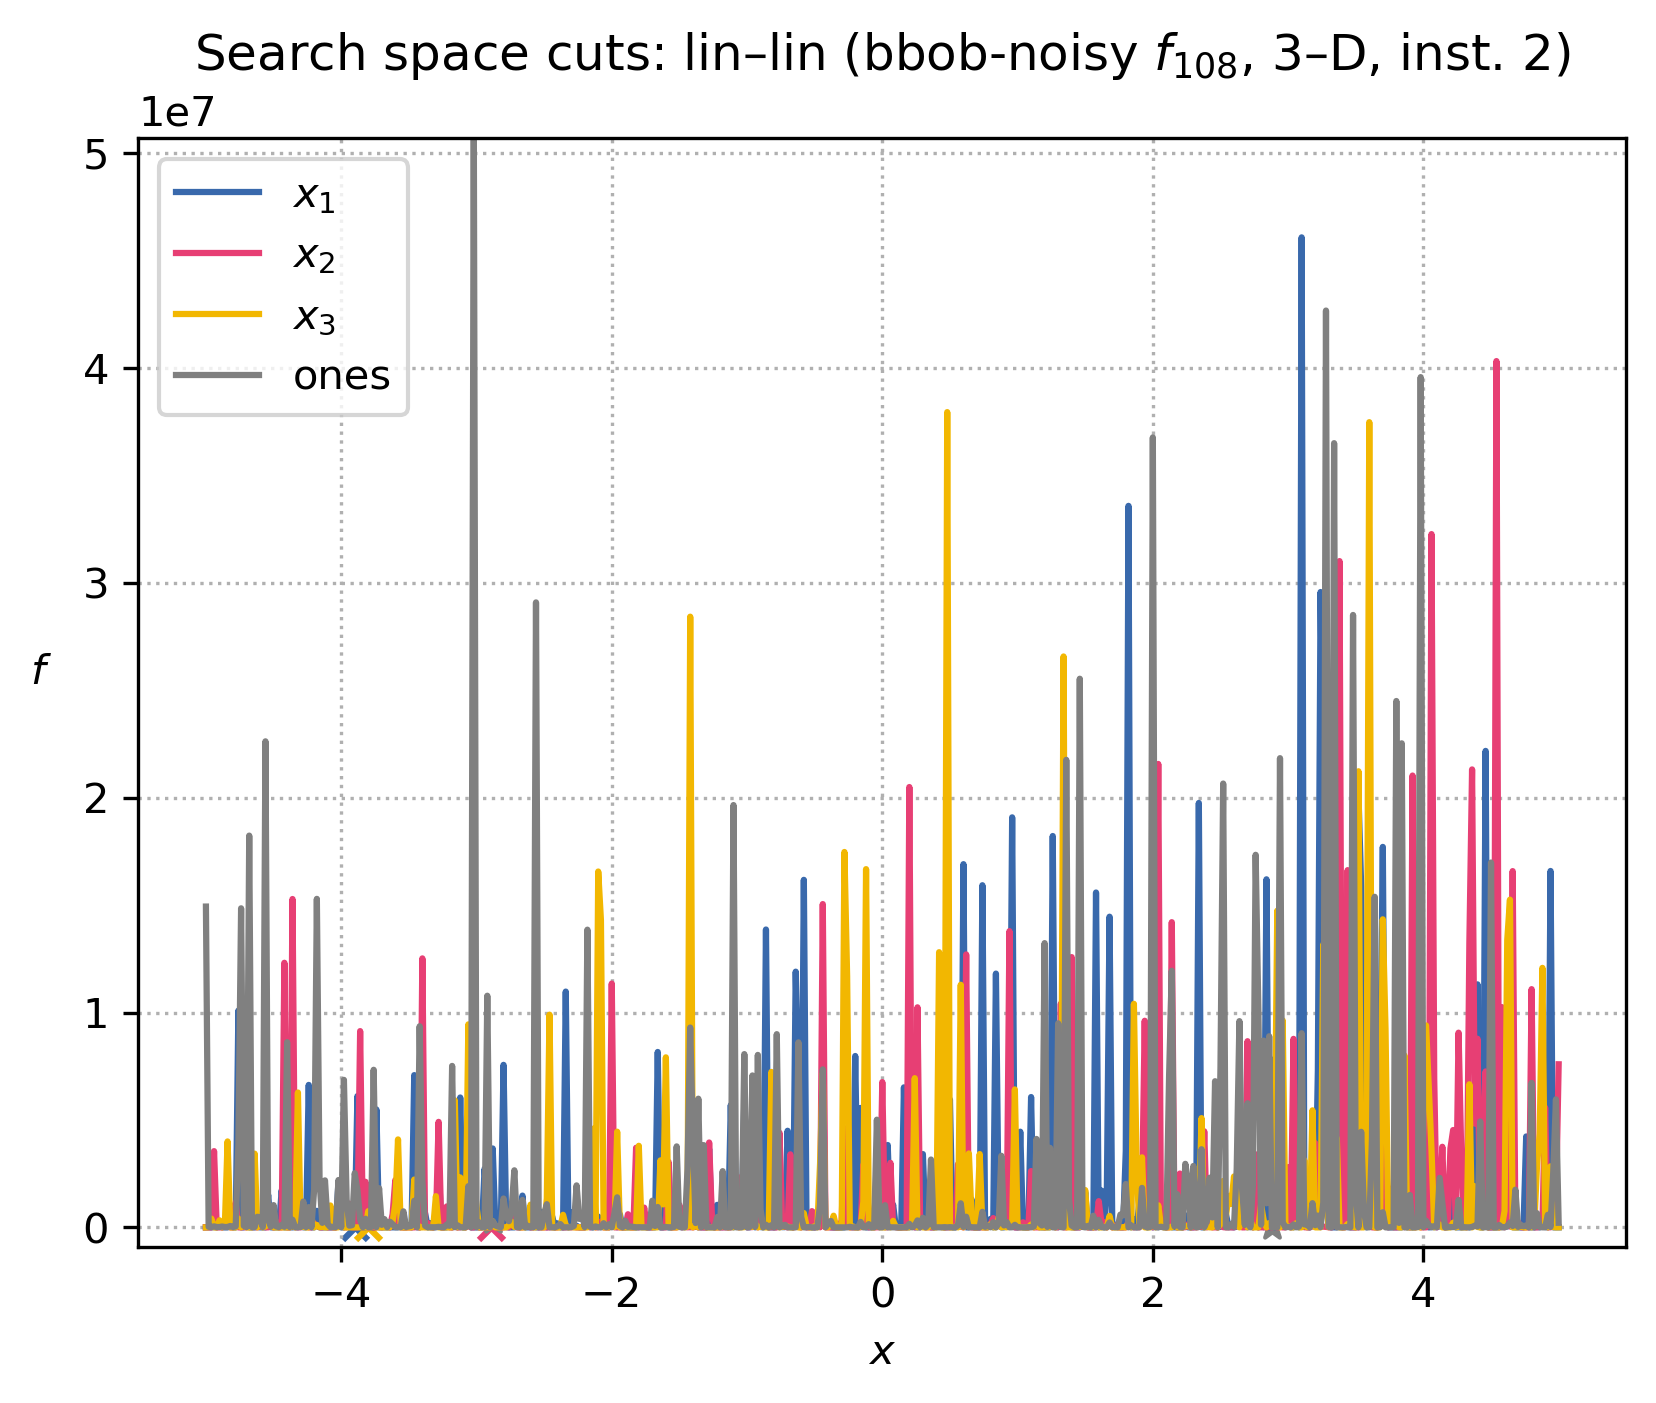 Search space cuts: lin–lin (bbob-noisy f₁₀₈, 3–D, inst. 2)
1e7
5
4
3
2
1
0
f
x₁
x₂
x₃
ones
−4 −2 0 2 4
x